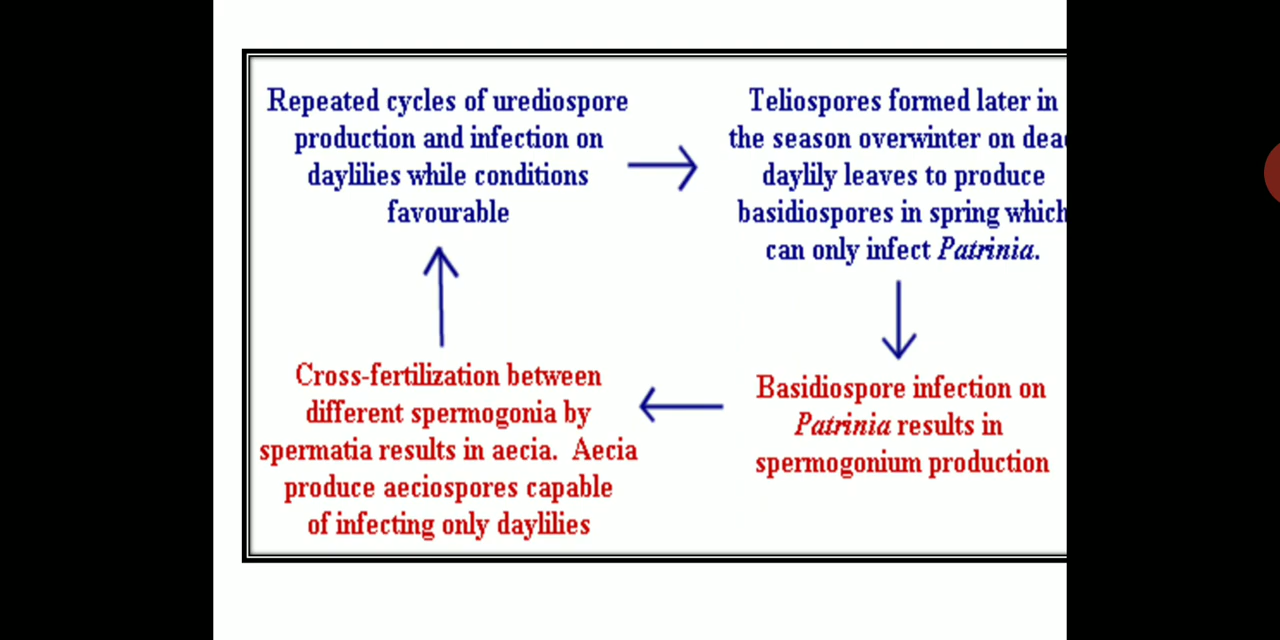 Repeated cycles of urediospore
production and infection on
daylilies while conditions
favourable
Teliospores formed later in
the season overwinter on
daylily leaves to produce
basidiospores in spring which
can only infect Patrinia.
Cross-fertilization between
different spermogonia by
spermatia results in aecia. Aecia
produce aeciospores capable
of infecting only daylilies
Basidiospore infection on
Patrinia results in
spermogonium production